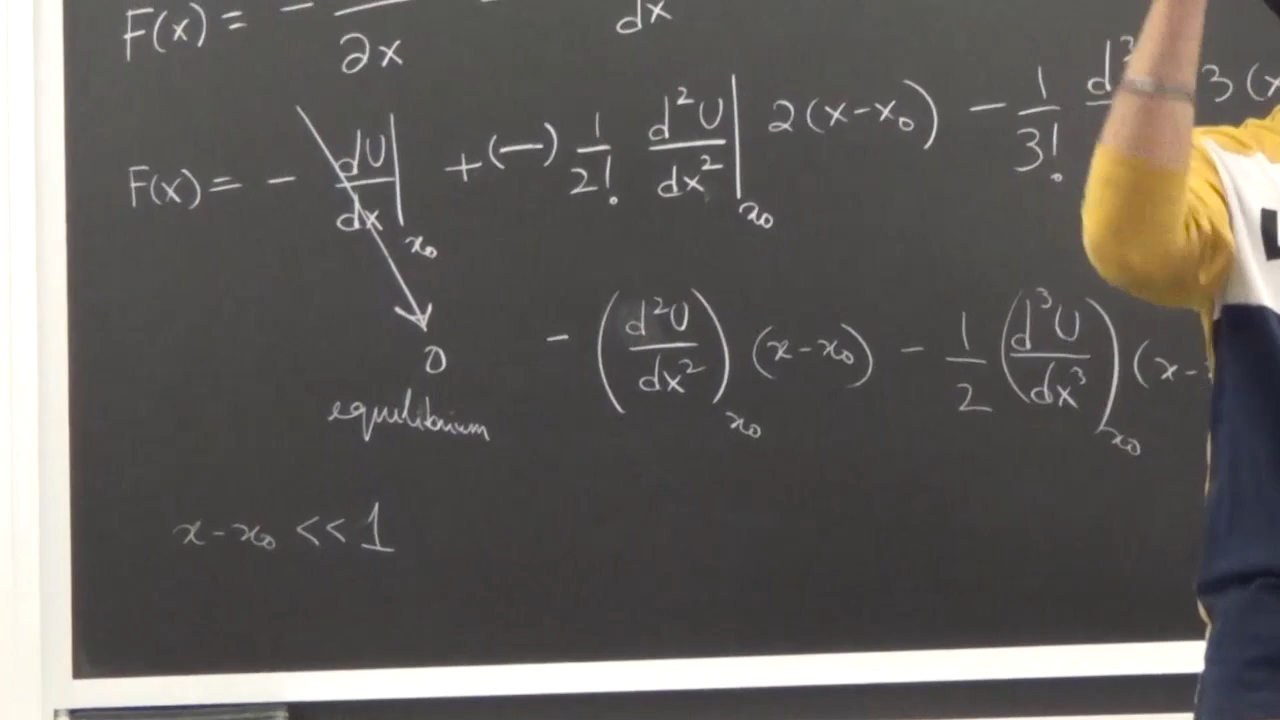 F(x) = - ∂x dx
F(x) = - dU/dx |x₀ + (-) 1/2! d²U/dx² |x₀ 2(x-x₀) - 1/3! d³ 3(x
0 - (d²U/dx²)x₀ (x-x₀) - 1/2 (d³U/dx³)x₀ (x-
equilibrium
x-x₀ << 1